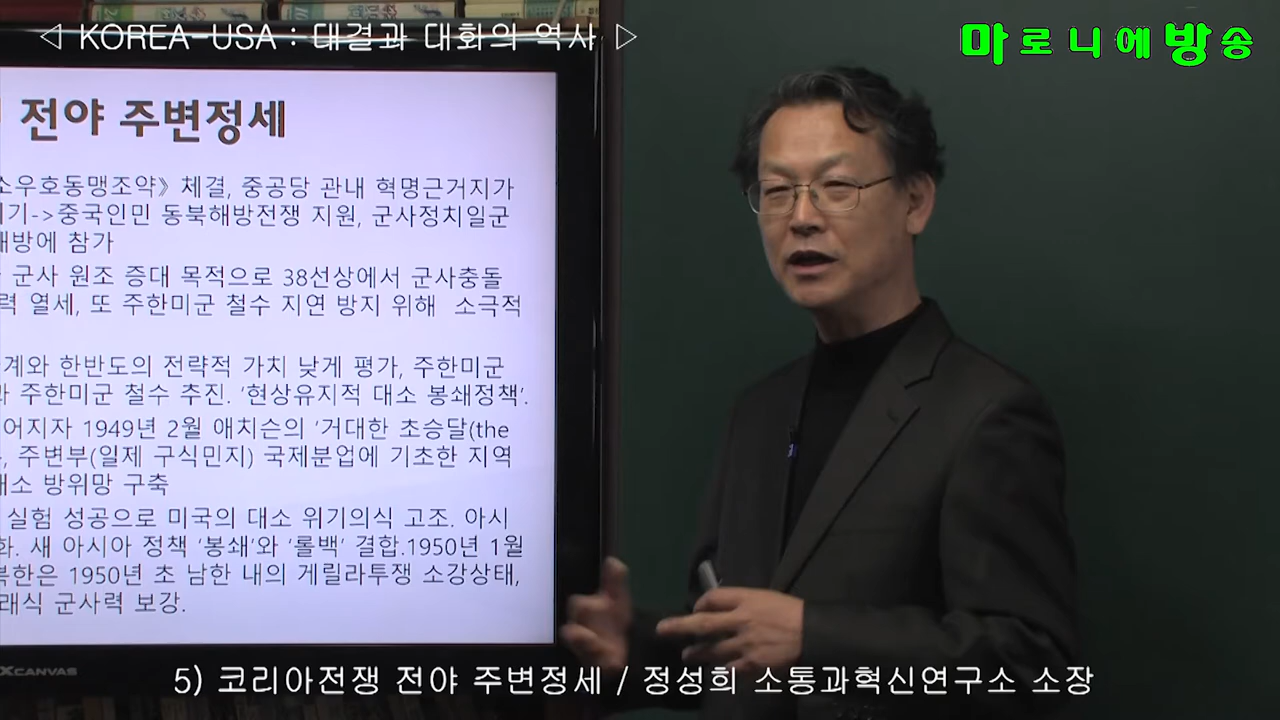 ◁ KOREA-USA : 대결과 대화의 역사 ▷
마로니에방송
전야 주변정세
소우호동맹조약》 체결, 중공당 관내 혁명근거지가
기->중국인민 동북해방전쟁 지원, 군사정치일군
해방에 참가
군사 원조 증대 목적으로 38선상에서 군사충돌
력 열세, 또 주한미군 철수 지연 방지 위해 소극적
계와 한반도의 전략적 가치 낮게 평가, 주한미군
과 주한미군 철수 추진. ‘현상유지적 대소 봉쇄정책’.
어지자 1949년 2월 애치슨의 ‘거대한 초승달(the
, 주변부(일제 구식민지) 국제분업에 기초한 지역
대소 방위망 구축
실험 성공으로 미국의 대소 위기의식 고조. 아시
화. 새 아시아 정책 ‘봉쇄’와 ‘롤백’ 결합.1950년 1월
북한은 1950년 초 남한 내의 게릴라투쟁 소강상태,
래식 군사력 보강.
XCANVAS
5) 코리아전쟁 전야 주변정세 / 정성희 소통과혁신연구소 소장